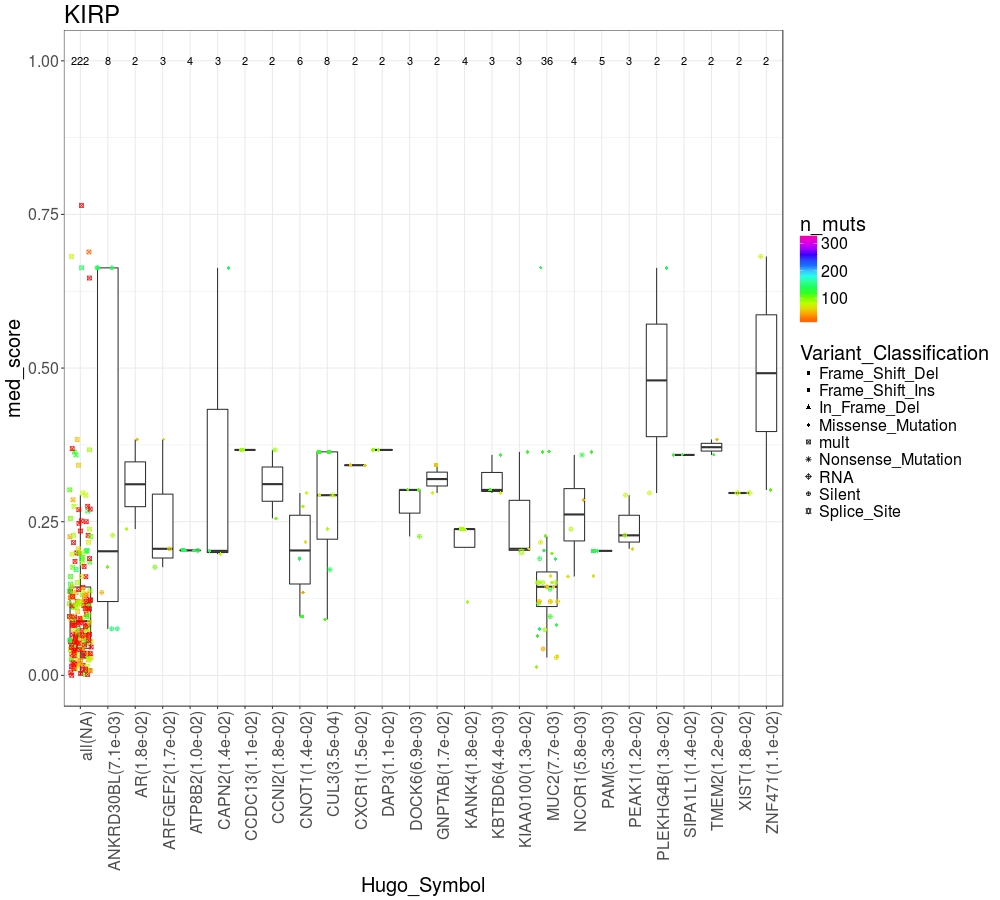 KIRP
222 8 2 3 4 3 2 2 6 8 2 2 3 2 4 3 3 36 4 5 3 2 2 2 2 2
1.00
0.75
0.50
0.25
0.00
med_score
all(NA)
ANKRD30BL(7.1e-03)
AR(1.8e-02)
ARFGEF2(1.7e-02)
ATP8B2(1.0e-02)
CAPN2(1.4e-02)
CCDC13(1.1e-02)
CCNI2(1.8e-02)
CNOT1(1.4e-02)
CUL3(3.5e-04)
CXCR1(1.5e-02)
DAP3(1.1e-02)
DOCK6(6.9e-03)
GNPTAB(1.7e-02)
KANK4(1.8e-02)
KBTBD6(4.4e-03)
KIAA0100(1.3e-02)
MUC2(7.7e-03)
NCOR1(5.8e-03)
PAM(5.3e-03)
PEAK1(1.2e-02)
PLEKHG4B(1.3e-02)
SIPA1L1(1.4e-02)
TMEM2(1.2e-02)
XIST(1.8e-02)
ZNF471(1.1e-02)
Hugo_Symbol
n_muts
300
200
100
Variant_Classification
Frame_Shift_Del
Frame_Shift_Ins
In_Frame_Del
Missense_Mutation
mult
Nonsense_Mutation
RNA
Silent
Splice_Site